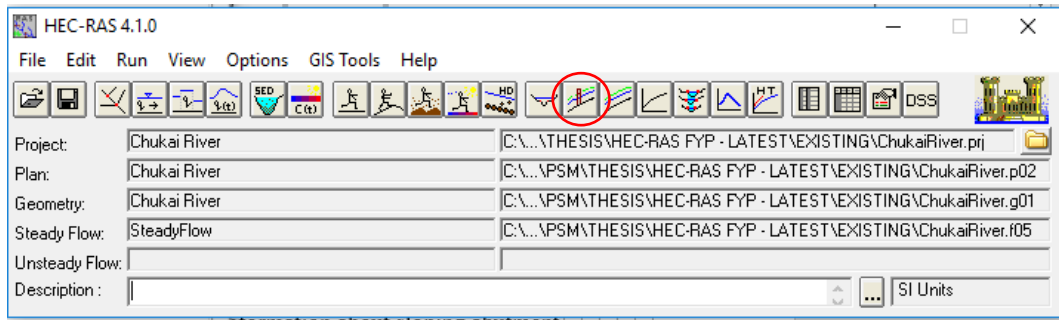 HEC-RAS 4.1.0
File Edit Run View Options GIS Tools Help
SED C(t) HD HT DSS
Project: Chukai River C:\...\THESIS\HEC-RAS FYP - LATEST\EXISTING\ChukaiRiver.prj
Plan: Chukai River C:\...\PSM\THESIS\HEC-RAS FYP - LATEST\EXISTING\ChukaiRiver.p02
Geometry: Chukai River C:\...\PSM\THESIS\HEC-RAS FYP - LATEST\EXISTING\ChukaiRiver.g01
Steady Flow: SteadyFlow C:\...\PSM\THESIS\HEC-RAS FYP - LATEST\EXISTING\ChukaiRiver.f05
Unsteady Flow:
Description : ... SI Units